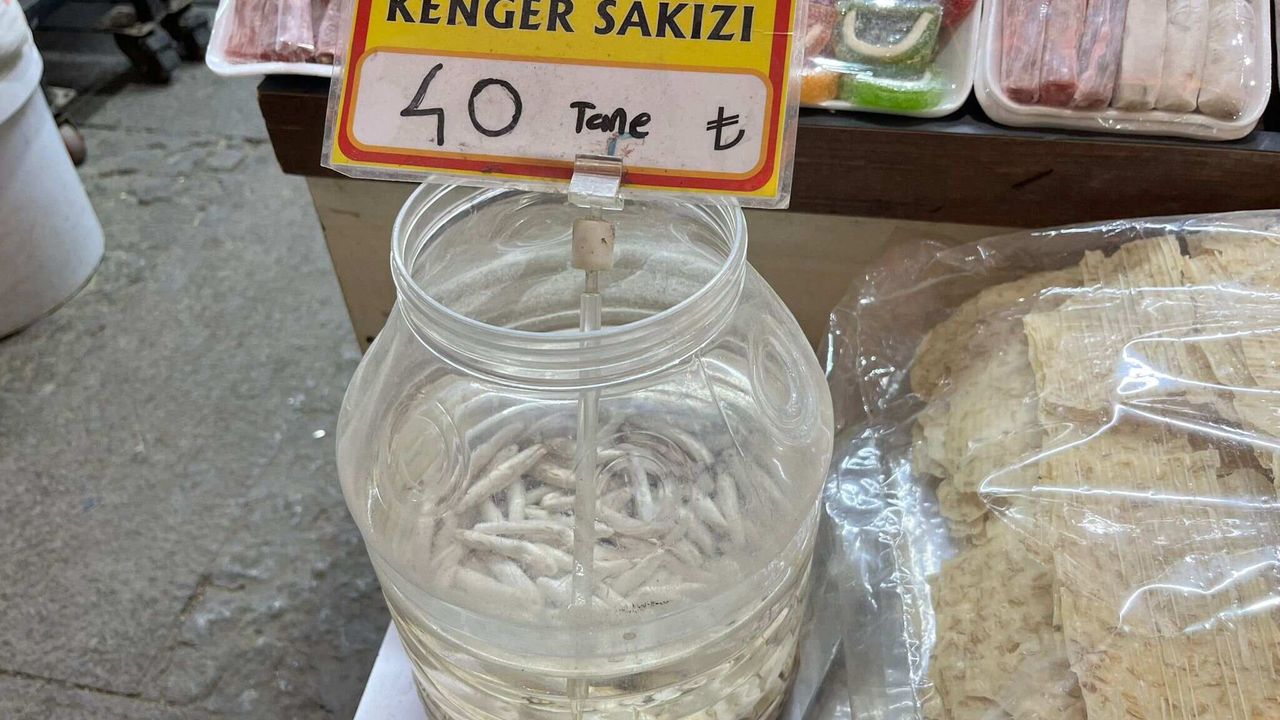 KENGER SAKIZI
40 Tane ₺